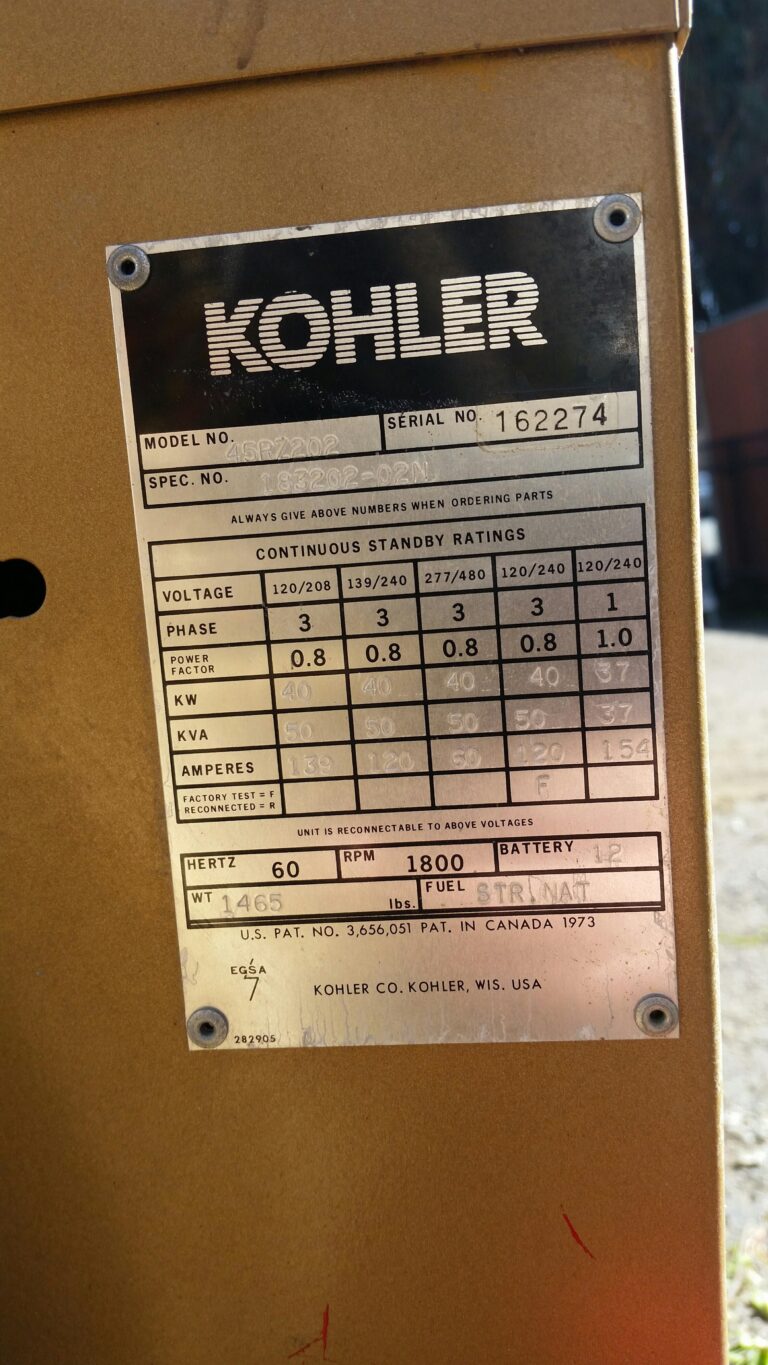 KOHLER
MODEL NO. 45RZ202 SERIAL NO. 162274
SPEC. NO. 183202-02N
ALWAYS GIVE ABOVE NUMBERS WHEN ORDERING PARTS
CONTINUOUS STANDBY RATINGS
VOLTAGE 120/208 139/240 277/480 120/240 120/240
PHASE 3 3 3 3 1
POWER FACTOR 0.8 0.8 0.8 0.8 1.0
KW 40 40 40 40 37
KVA 50 50 50 50 37
AMPERES 139 120 60 120 154
FACTORY TEST = F F
RECONNECTED = R
UNIT IS RECONNECTABLE TO ABOVE VOLTAGES
HERTZ 60 RPM 1800 BATTERY 12
WT 1465 lbs. FUEL STR.NAT
U.S. PAT. NO. 3,656,051 PAT. IN CANADA 1973
EGSA
7
KOHLER CO. KOHLER, WIS. USA
282905